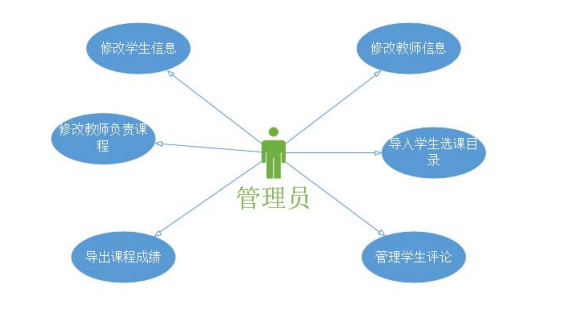 修改学生信息
修改教师信息
修改教师负责课
程
导入学生选课目
录
管理员
导出课程成绩
管理学生评论